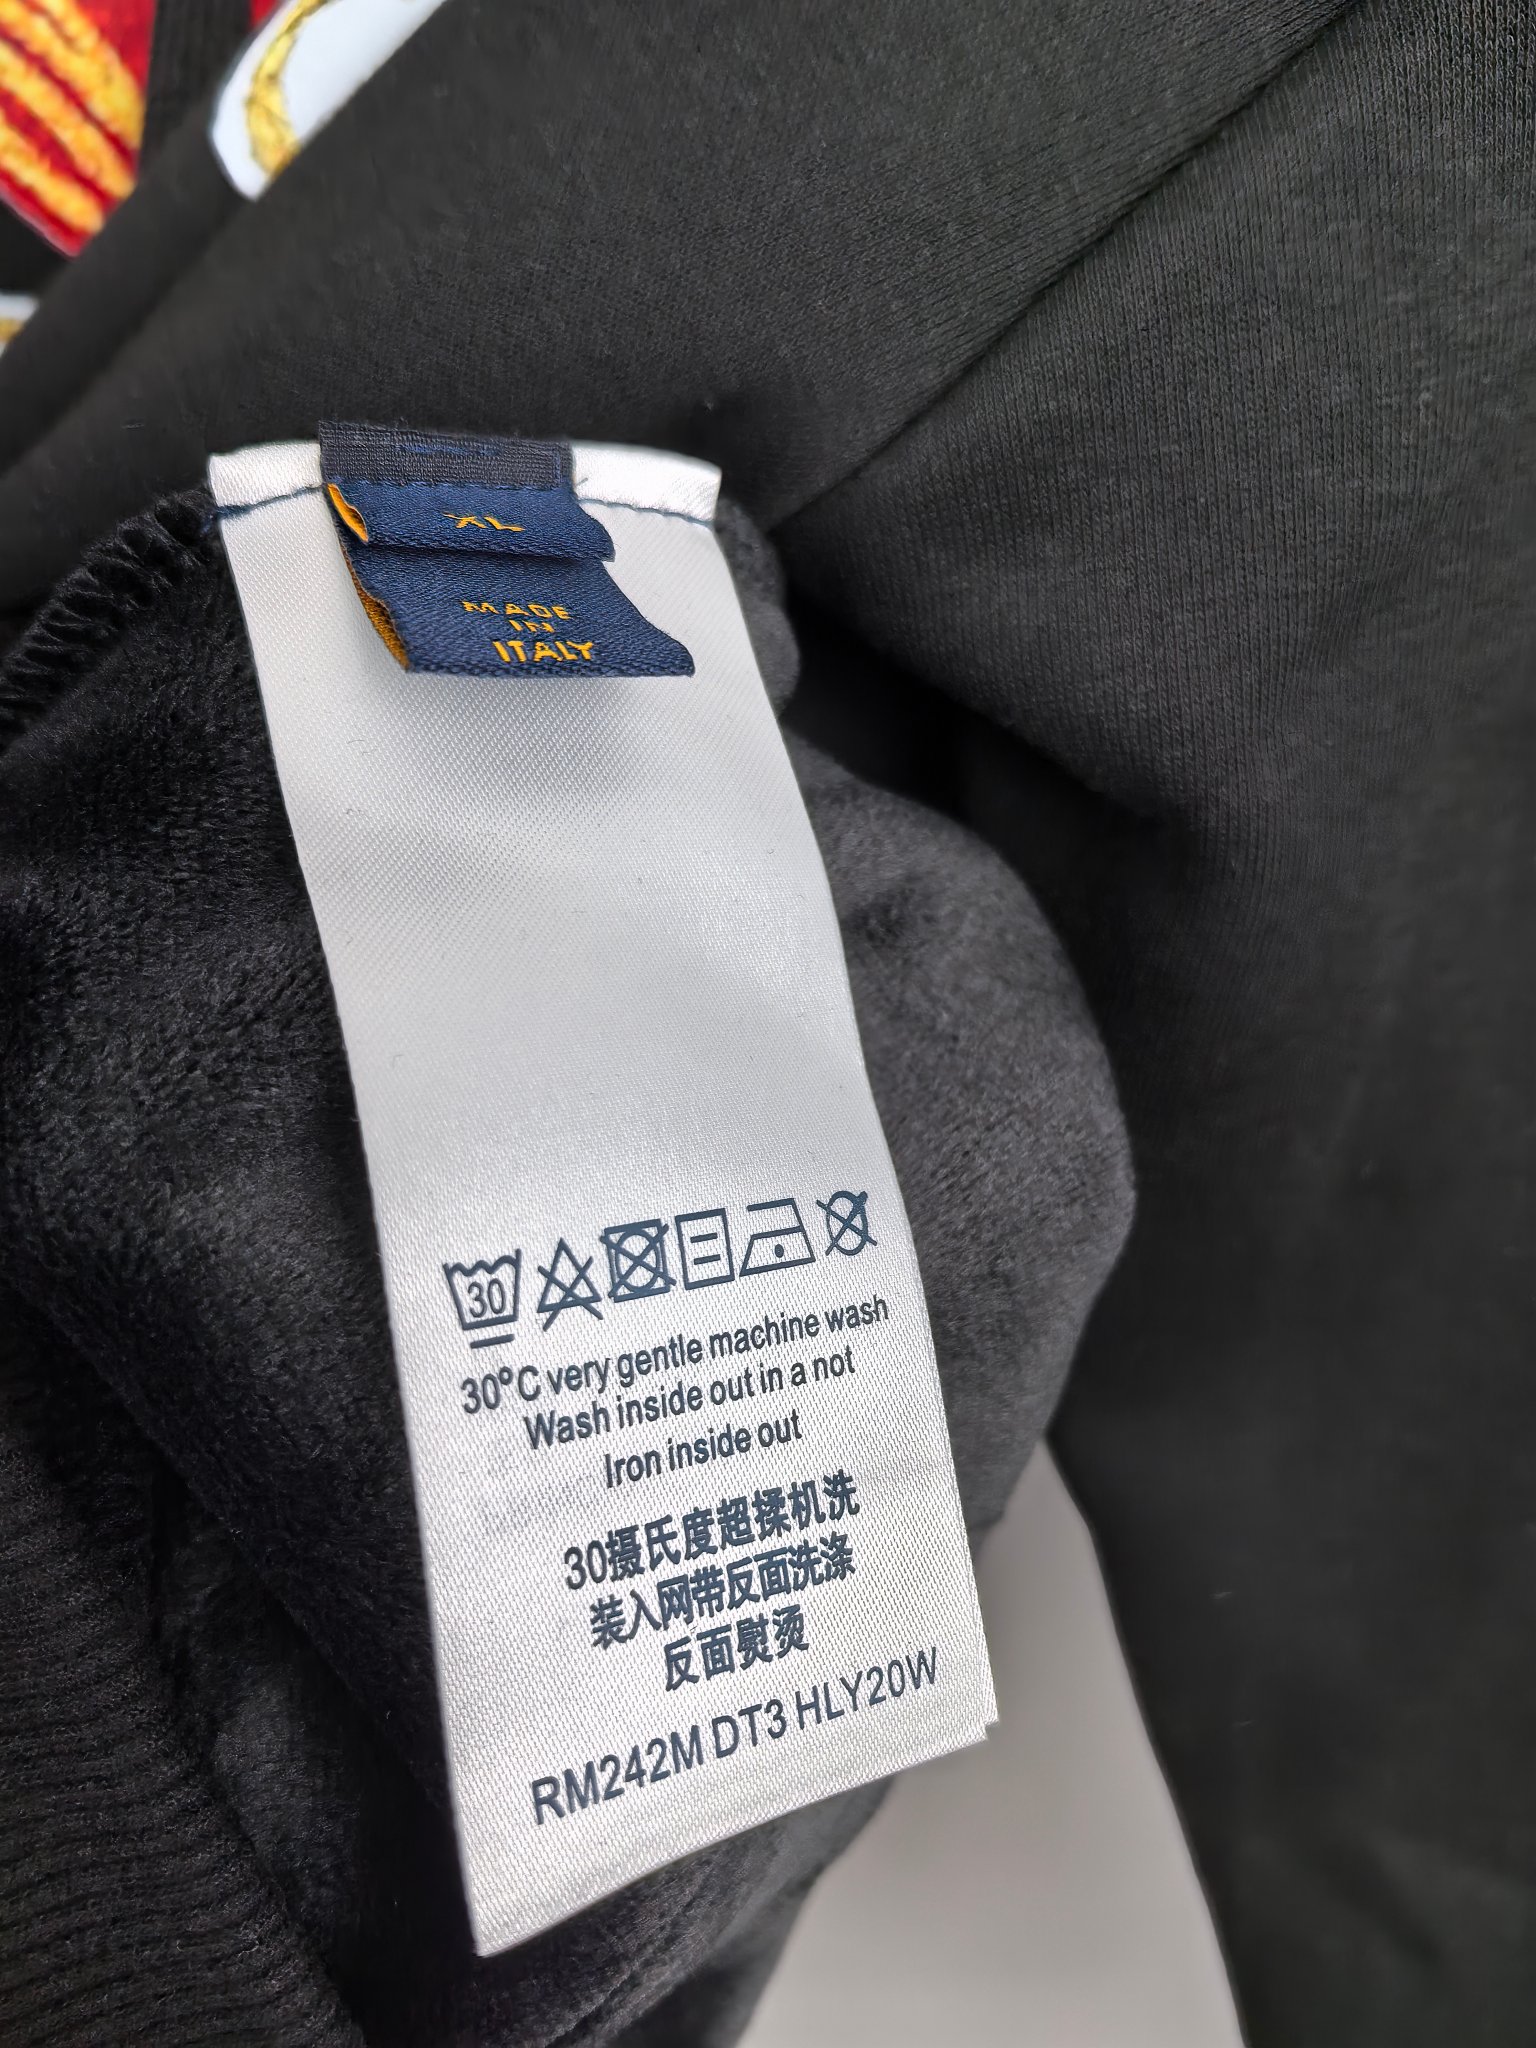 XL
MADE
IN
ITALY
30
30°C very gentle machine wash
Wash inside out in a not
Iron inside out
30摄氏度超揉机洗
装入网带反面洗涤
反面熨烫
RM242M DT3 HLY20W